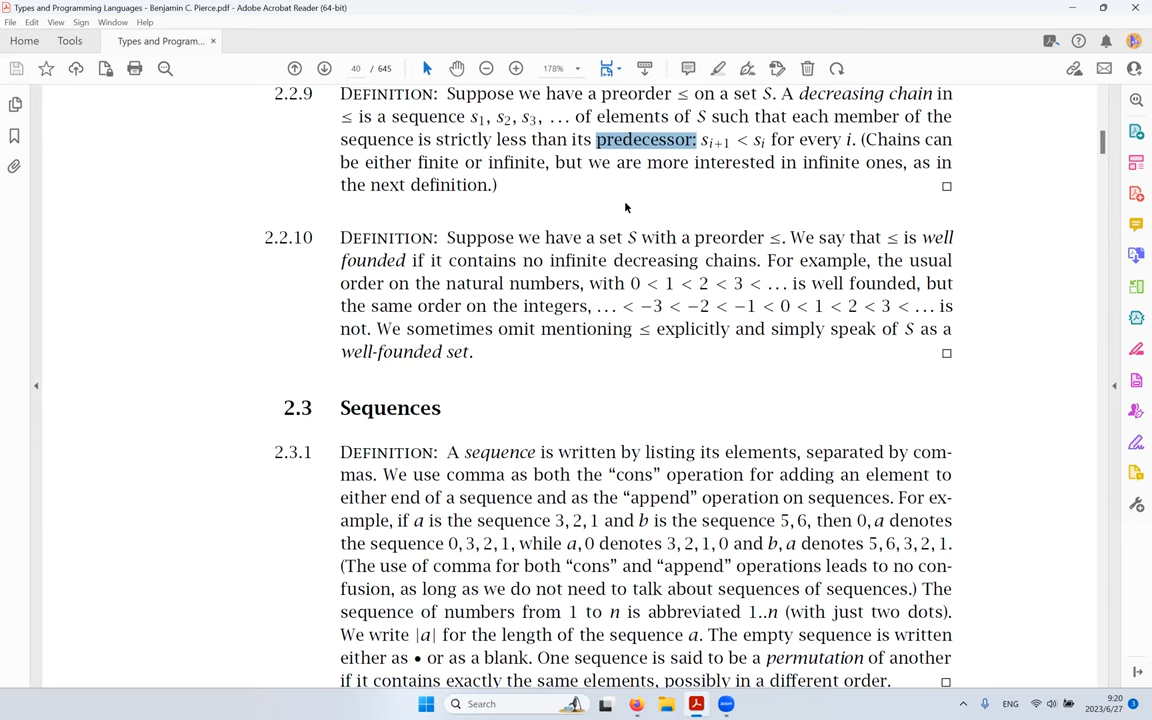 Types and Programming Languages - Benjamin C. Pierce.pdf - Adobe Acrobat Reader (64-bit)
File Edit View Sign Window Help
Home Tools Types and Program... ×
40 / 645 178%
2.2.9 DEFINITION: Suppose we have a preorder ≤ on a set S. A decreasing chain in
≤ is a sequence s₁, s₂, s₃, ... of elements of S such that each member of the
sequence is strictly less than its predecessor: sᵢ₊₁ < sᵢ for every i. (Chains can
be either finite or infinite, but we are more interested in infinite ones, as in
the next definition.) □
2.2.10 DEFINITION: Suppose we have a set S with a preorder ≤. We say that ≤ is well
founded if it contains no infinite decreasing chains. For example, the usual
order on the natural numbers, with 0 < 1 < 2 < 3 < ... is well founded, but
the same order on the integers, ... < −3 < −2 < −1 < 0 < 1 < 2 < 3 < ... is
not. We sometimes omit mentioning ≤ explicitly and simply speak of S as a
well-founded set. □
2.3 Sequences
2.3.1 DEFINITION: A sequence is written by listing its elements, separated by com-
mas. We use comma as both the “cons” operation for adding an element to
either end of a sequence and as the “append” operation on sequences. For ex-
ample, if a is the sequence 3, 2, 1 and b is the sequence 5, 6, then 0, a denotes
the sequence 0, 3, 2, 1, while a, 0 denotes 3, 2, 1, 0 and b, a denotes 5, 6, 3, 2, 1.
(The use of comma for both “cons” and “append” operations leads to no con-
fusion, as long as we do not need to talk about sequences of sequences.) The
sequence of numbers from 1 to n is abbreviated 1..n (with just two dots).
We write |a| for the length of the sequence a. The empty sequence is written
either as • or as a blank. One sequence is said to be a permutation of another
if it contains exactly the same elements, possibly in a different order. □
Search
zoom
ENG
9:20
2023/6/27
3